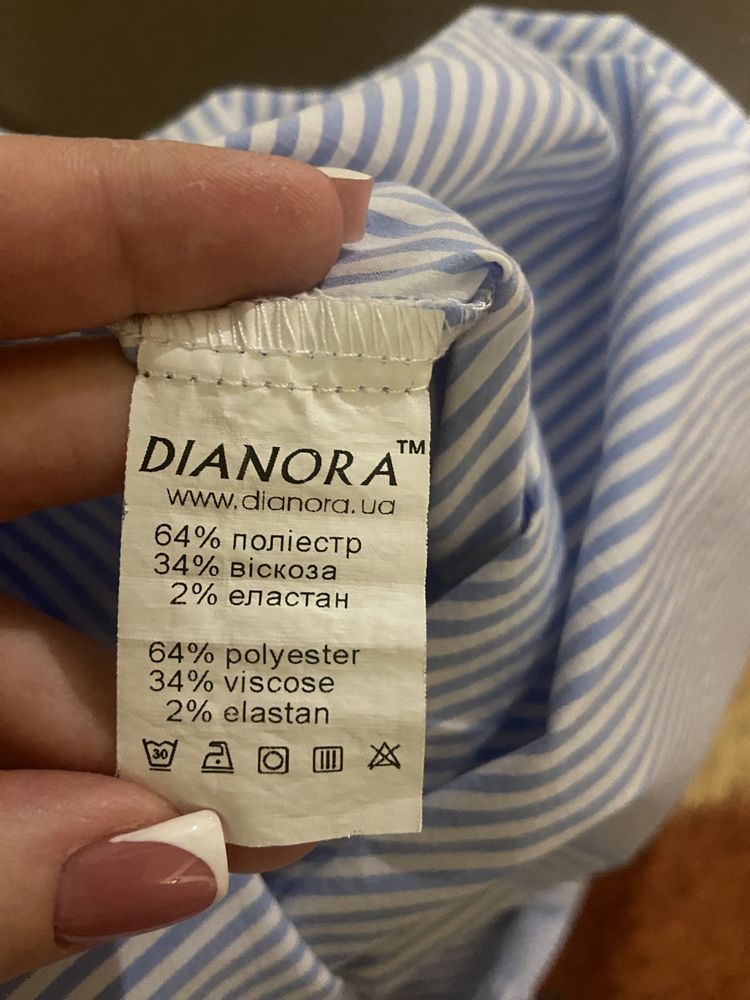 DIANORA™
www.dianora.ua
64% поліестр
34% віскоза
2% еластан
64% polyester
34% viscose
2% elastan
30